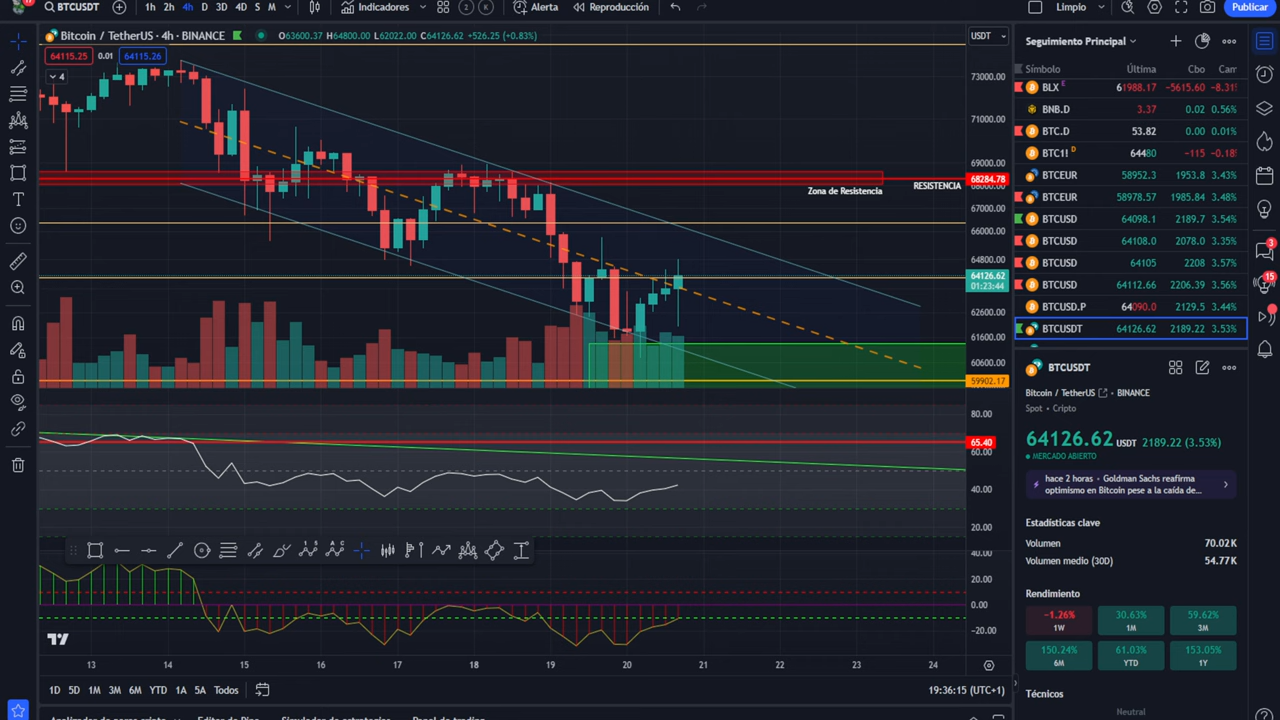 BTCUSDT
1h 2h 4h D 3D 4D S M
Indicadores
2 K
Alerta
Reproducción
Limpio
Publicar
Bitcoin / TetherUS · 4h · BINANCE
O63600.37 H64800.00 L62022.00 C64126.62 +526.25 (+0.83%)
64115.25 0.01 64115.26
4
USDT
73000.00
71000.00
69000.00
68284.78
RESISTENCIA
Zona de Resistencia
68000.00
67000.00
66000.00
64800.00
64126.62
01:23:44
62600.00
61600.00
60600.00
59902.17
80.00
65.40
60.00
40.00
20.00
40.00
20.00
0.00
−20.00
13 14 15 16 17 18 19 20 21 22 23 24
1D 5D 1M 3M 6M YTD 1A 5A Todos
19:36:15 (UTC+1)
Seguimiento Principal
Símbolo Última Cbo
BLX E 61988.17 -5615.60 -8.31
BNB.D 3.37 0.02 0.56%
BTC.D 53.82 0.00 0.01%
BTC1! D 64480 -115 -0.18
BTCEUR 58952.3 1953.8 3.43%
BTCEUR 58978.57 1985.84 3.48%
BTCUSD 64098.1 2189.7 3.54%
BTCUSD 64108.0 2078.0 3.35%
BTCUSD 64105 2208 3.57%
BTCUSD 64112.66 2206.39 3.56%
BTCUSD.P 64090.0 2129.5 3.44%
BTCUSDT 64126.62 2189.22 3.53%
BTCUSDT
Bitcoin / TetherUS · BINANCE
Spot · Cripto
64126.62 USDT 2189.22 (3.53%)
MERCADO ABIERTO
hace 2 horas · Goldman Sachs reafirma
optimismo en Bitcoin pese a la caída de...
Estadísticas clave
Volumen 70.02K
Volumen medio (30D) 54.77K
Rendimiento
−1.26% 30.63% 59.62%
1W 1M 3M
150.24% 61.03% 153.05%
6M YTD 1Y
Técnicos
Neutral
3
15